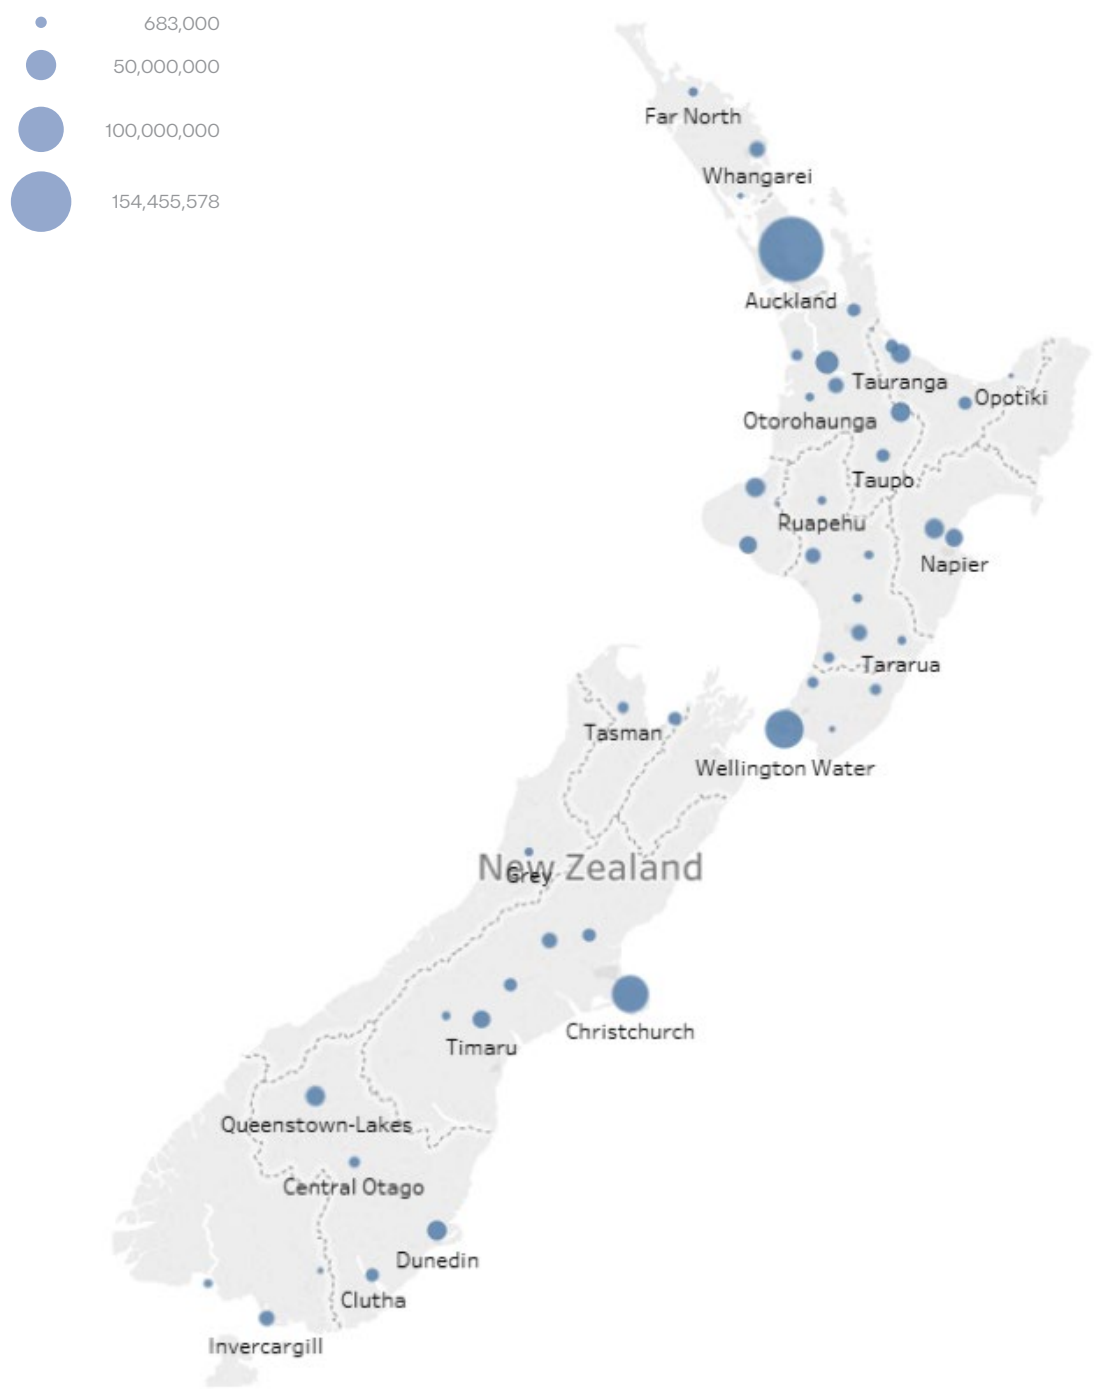 683,000
50,000,000
100,000,000
154,455,578
Far North
Whangarei
Auckland
Tauranga
Opotiki
Otorohaunga
Taupo
Ruapehu
Napier
Tararua
Tasman
Wellington Water
New Zealand
Grey
Christchurch
Timaru
Queenstown-Lakes
Central Otago
Dunedin
Clutha
Invercargill